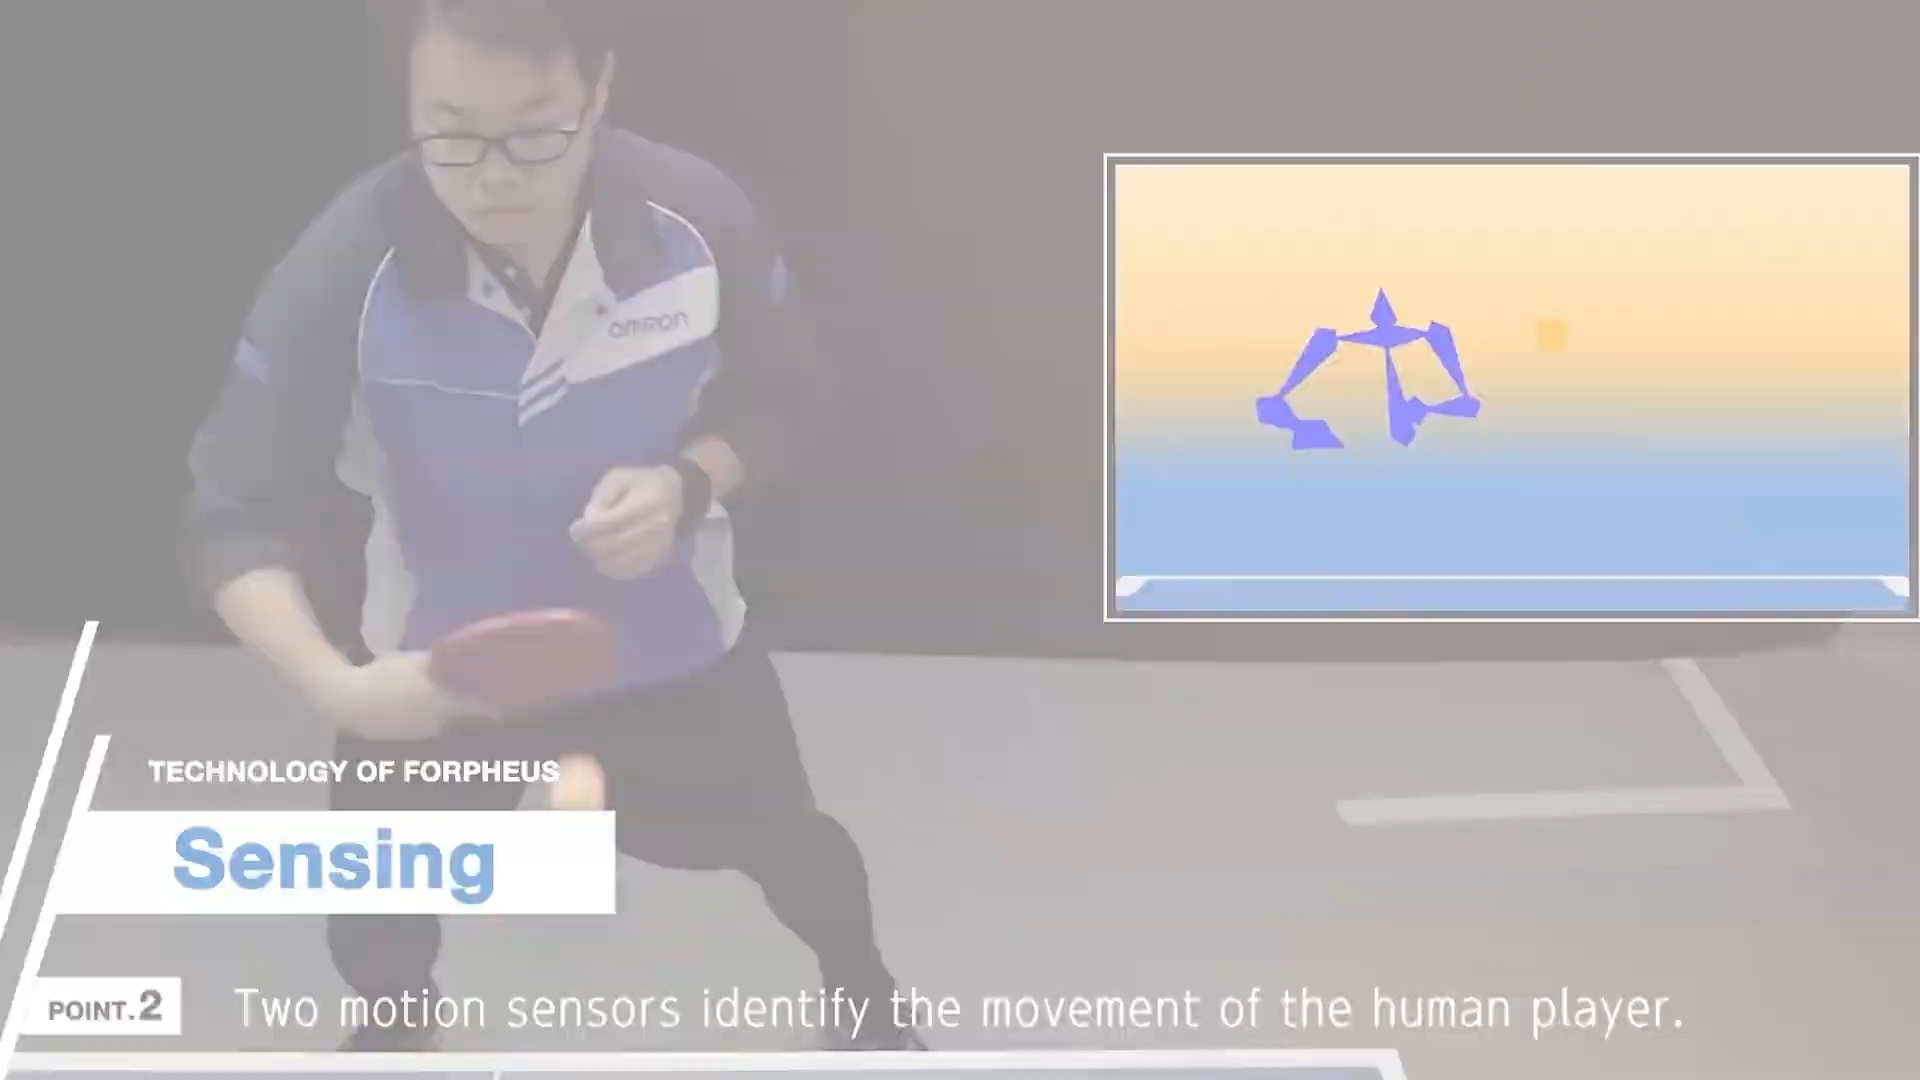 OMRON
TECHNOLOGY OF FORPHEUS
Sensing
POINT.2 Two motion sensors identify the movement of the human player.